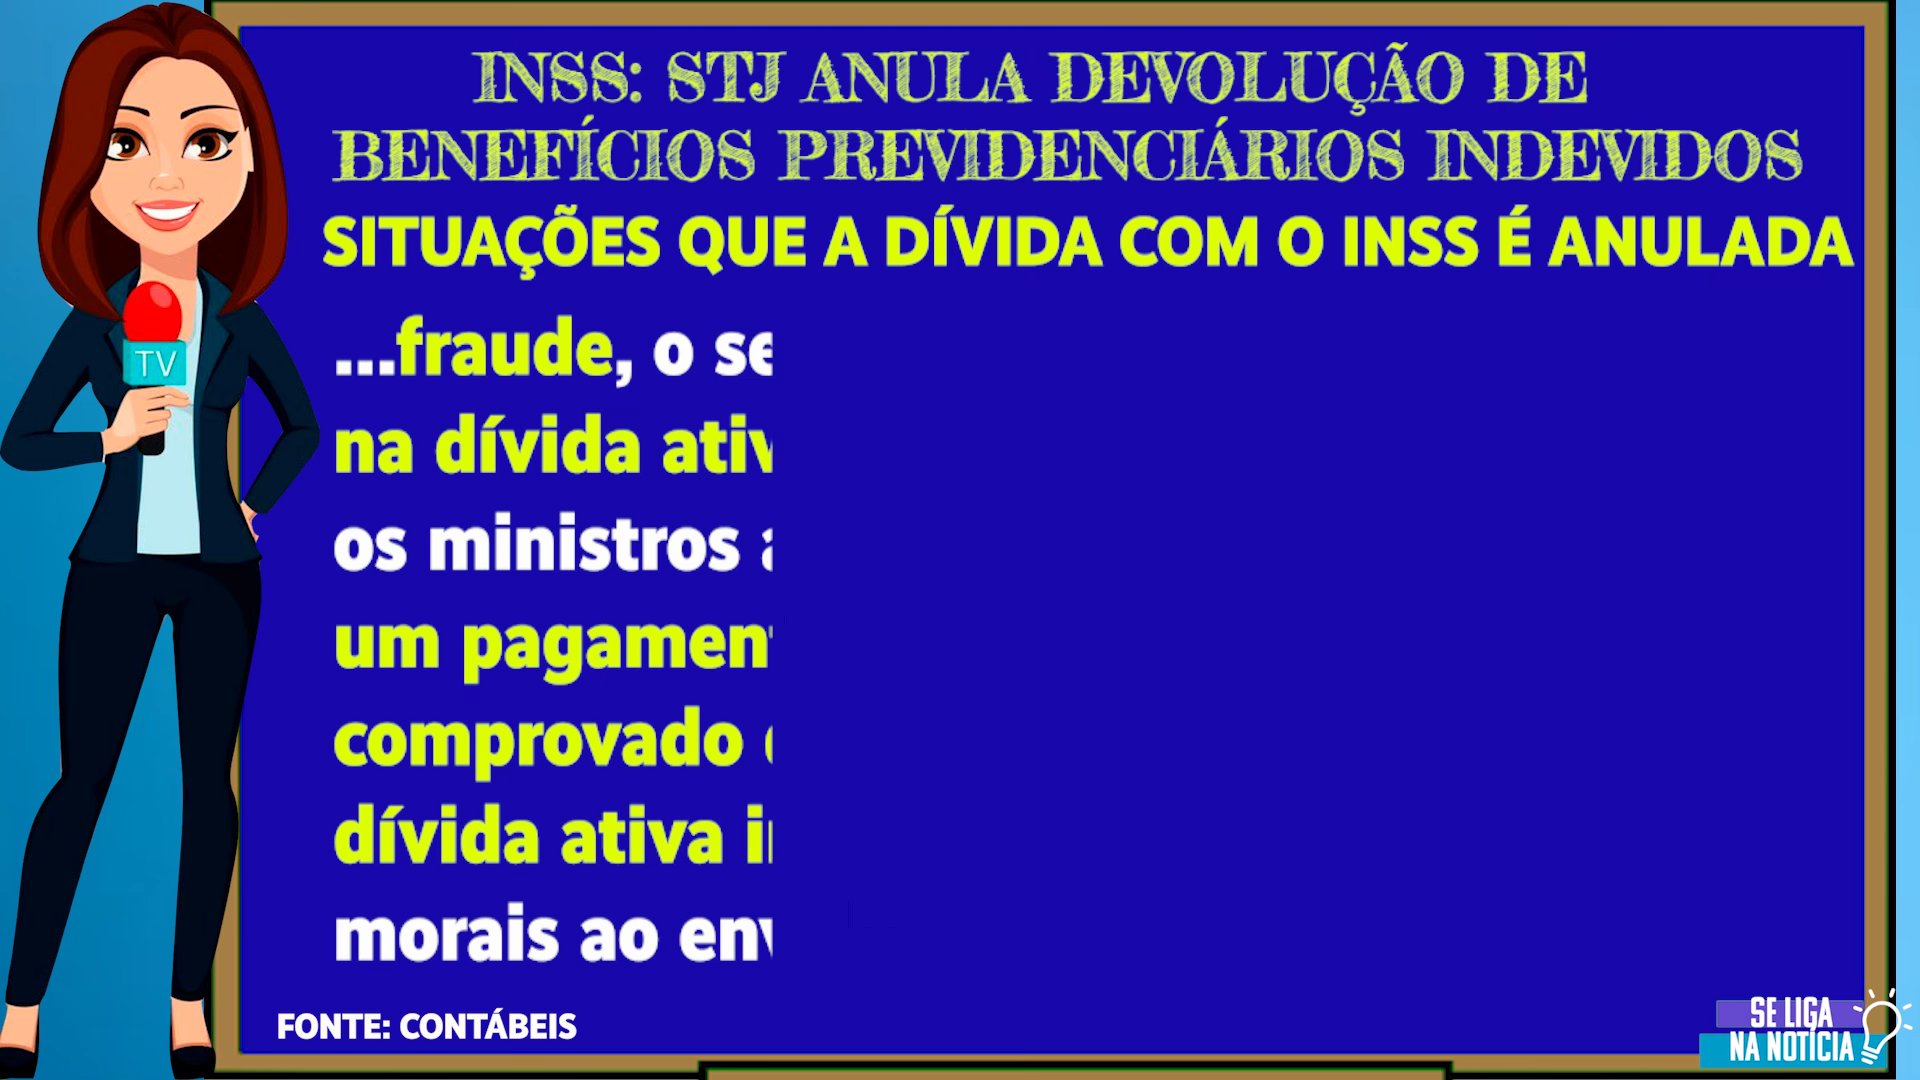 INSS: STJ ANULA DEVOLUÇÃO DE
BENEFÍCIOS PREVIDENCIÁRIOS INDEVIDOS
SITUAÇÕES QUE A DÍVIDA COM O INSS É ANULADA
...fraude, o
na dívida
os ministros
um
comprovado
dívida ativa
morais ao
TV
FONTE: CONTÁBEIS
SE LIGA
NA NOTÍCIA